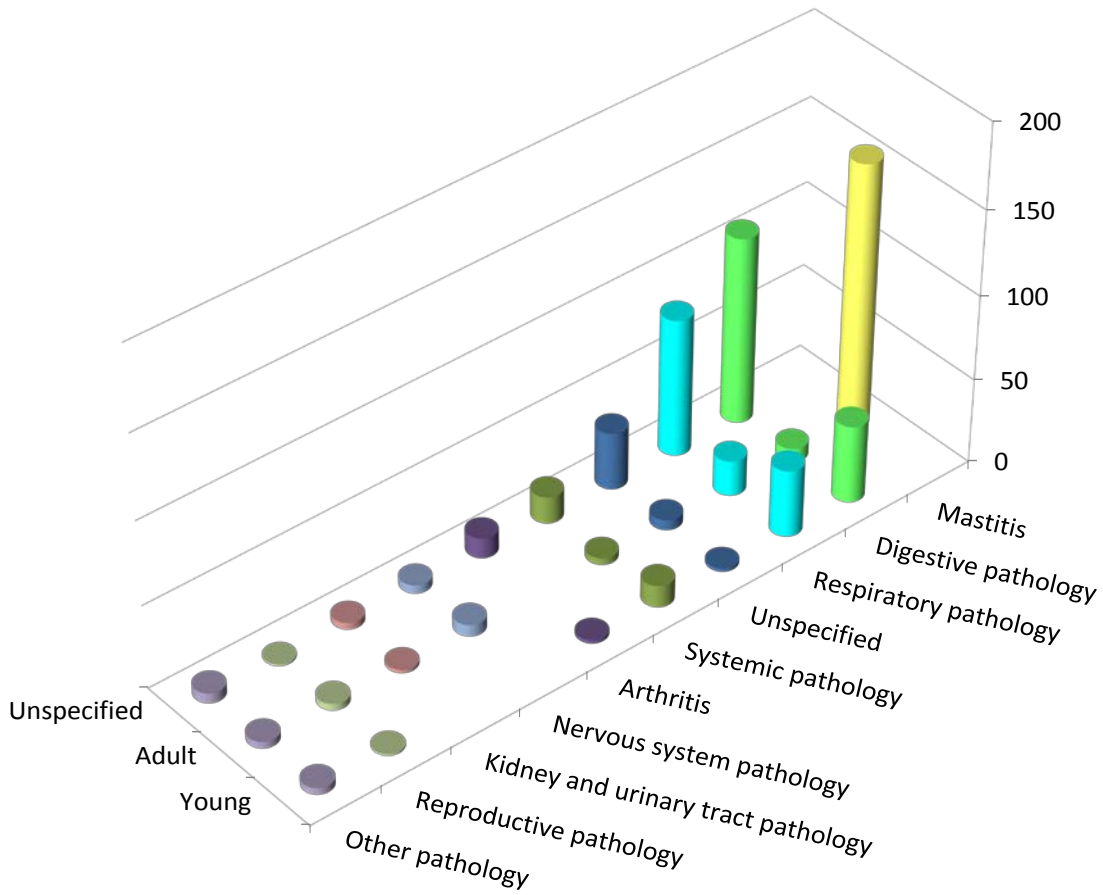 200
150
100
50
0
Mastitis
Digestive pathology
Respiratory pathology
Unspecified
Systemic pathology
Arthritis
Nervous system pathology
Kidney and urinary tract pathology
Reproductive pathology
Other pathology
Unspecified
Adult
Young